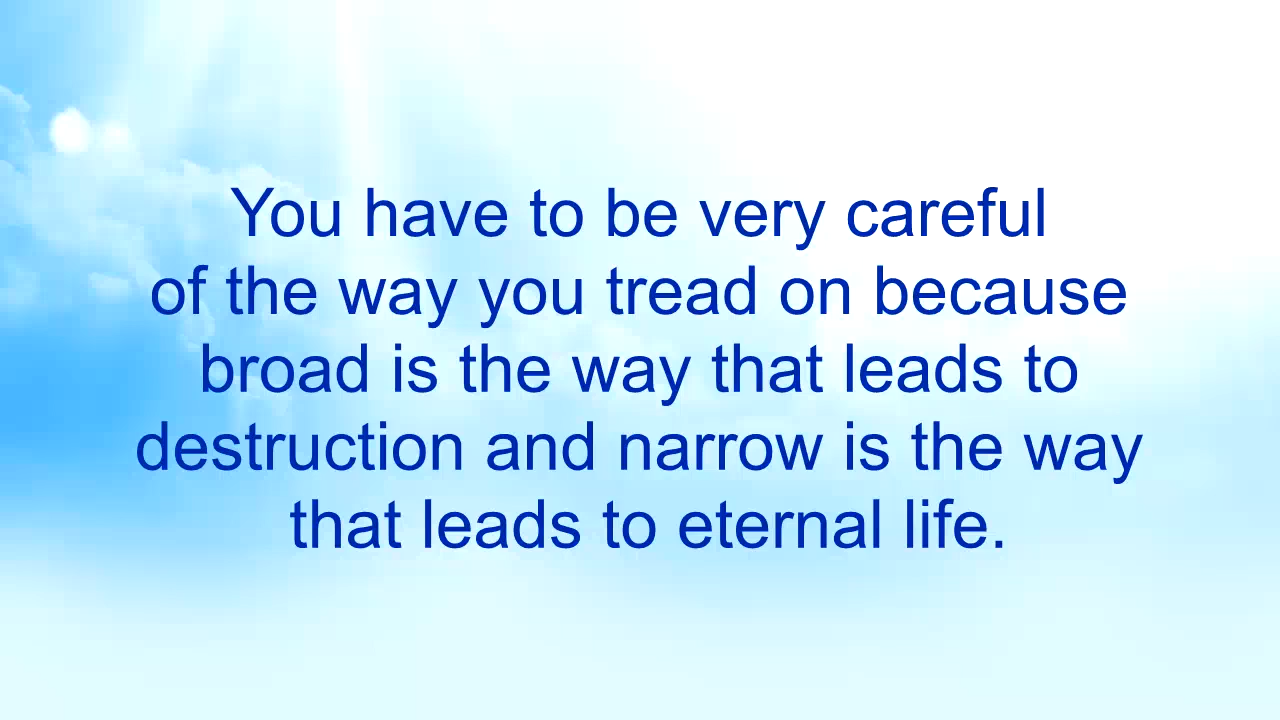 You have to be very careful
of the way you tread on because
broad is the way that leads to
destruction and narrow is the way
that leads to eternal life.